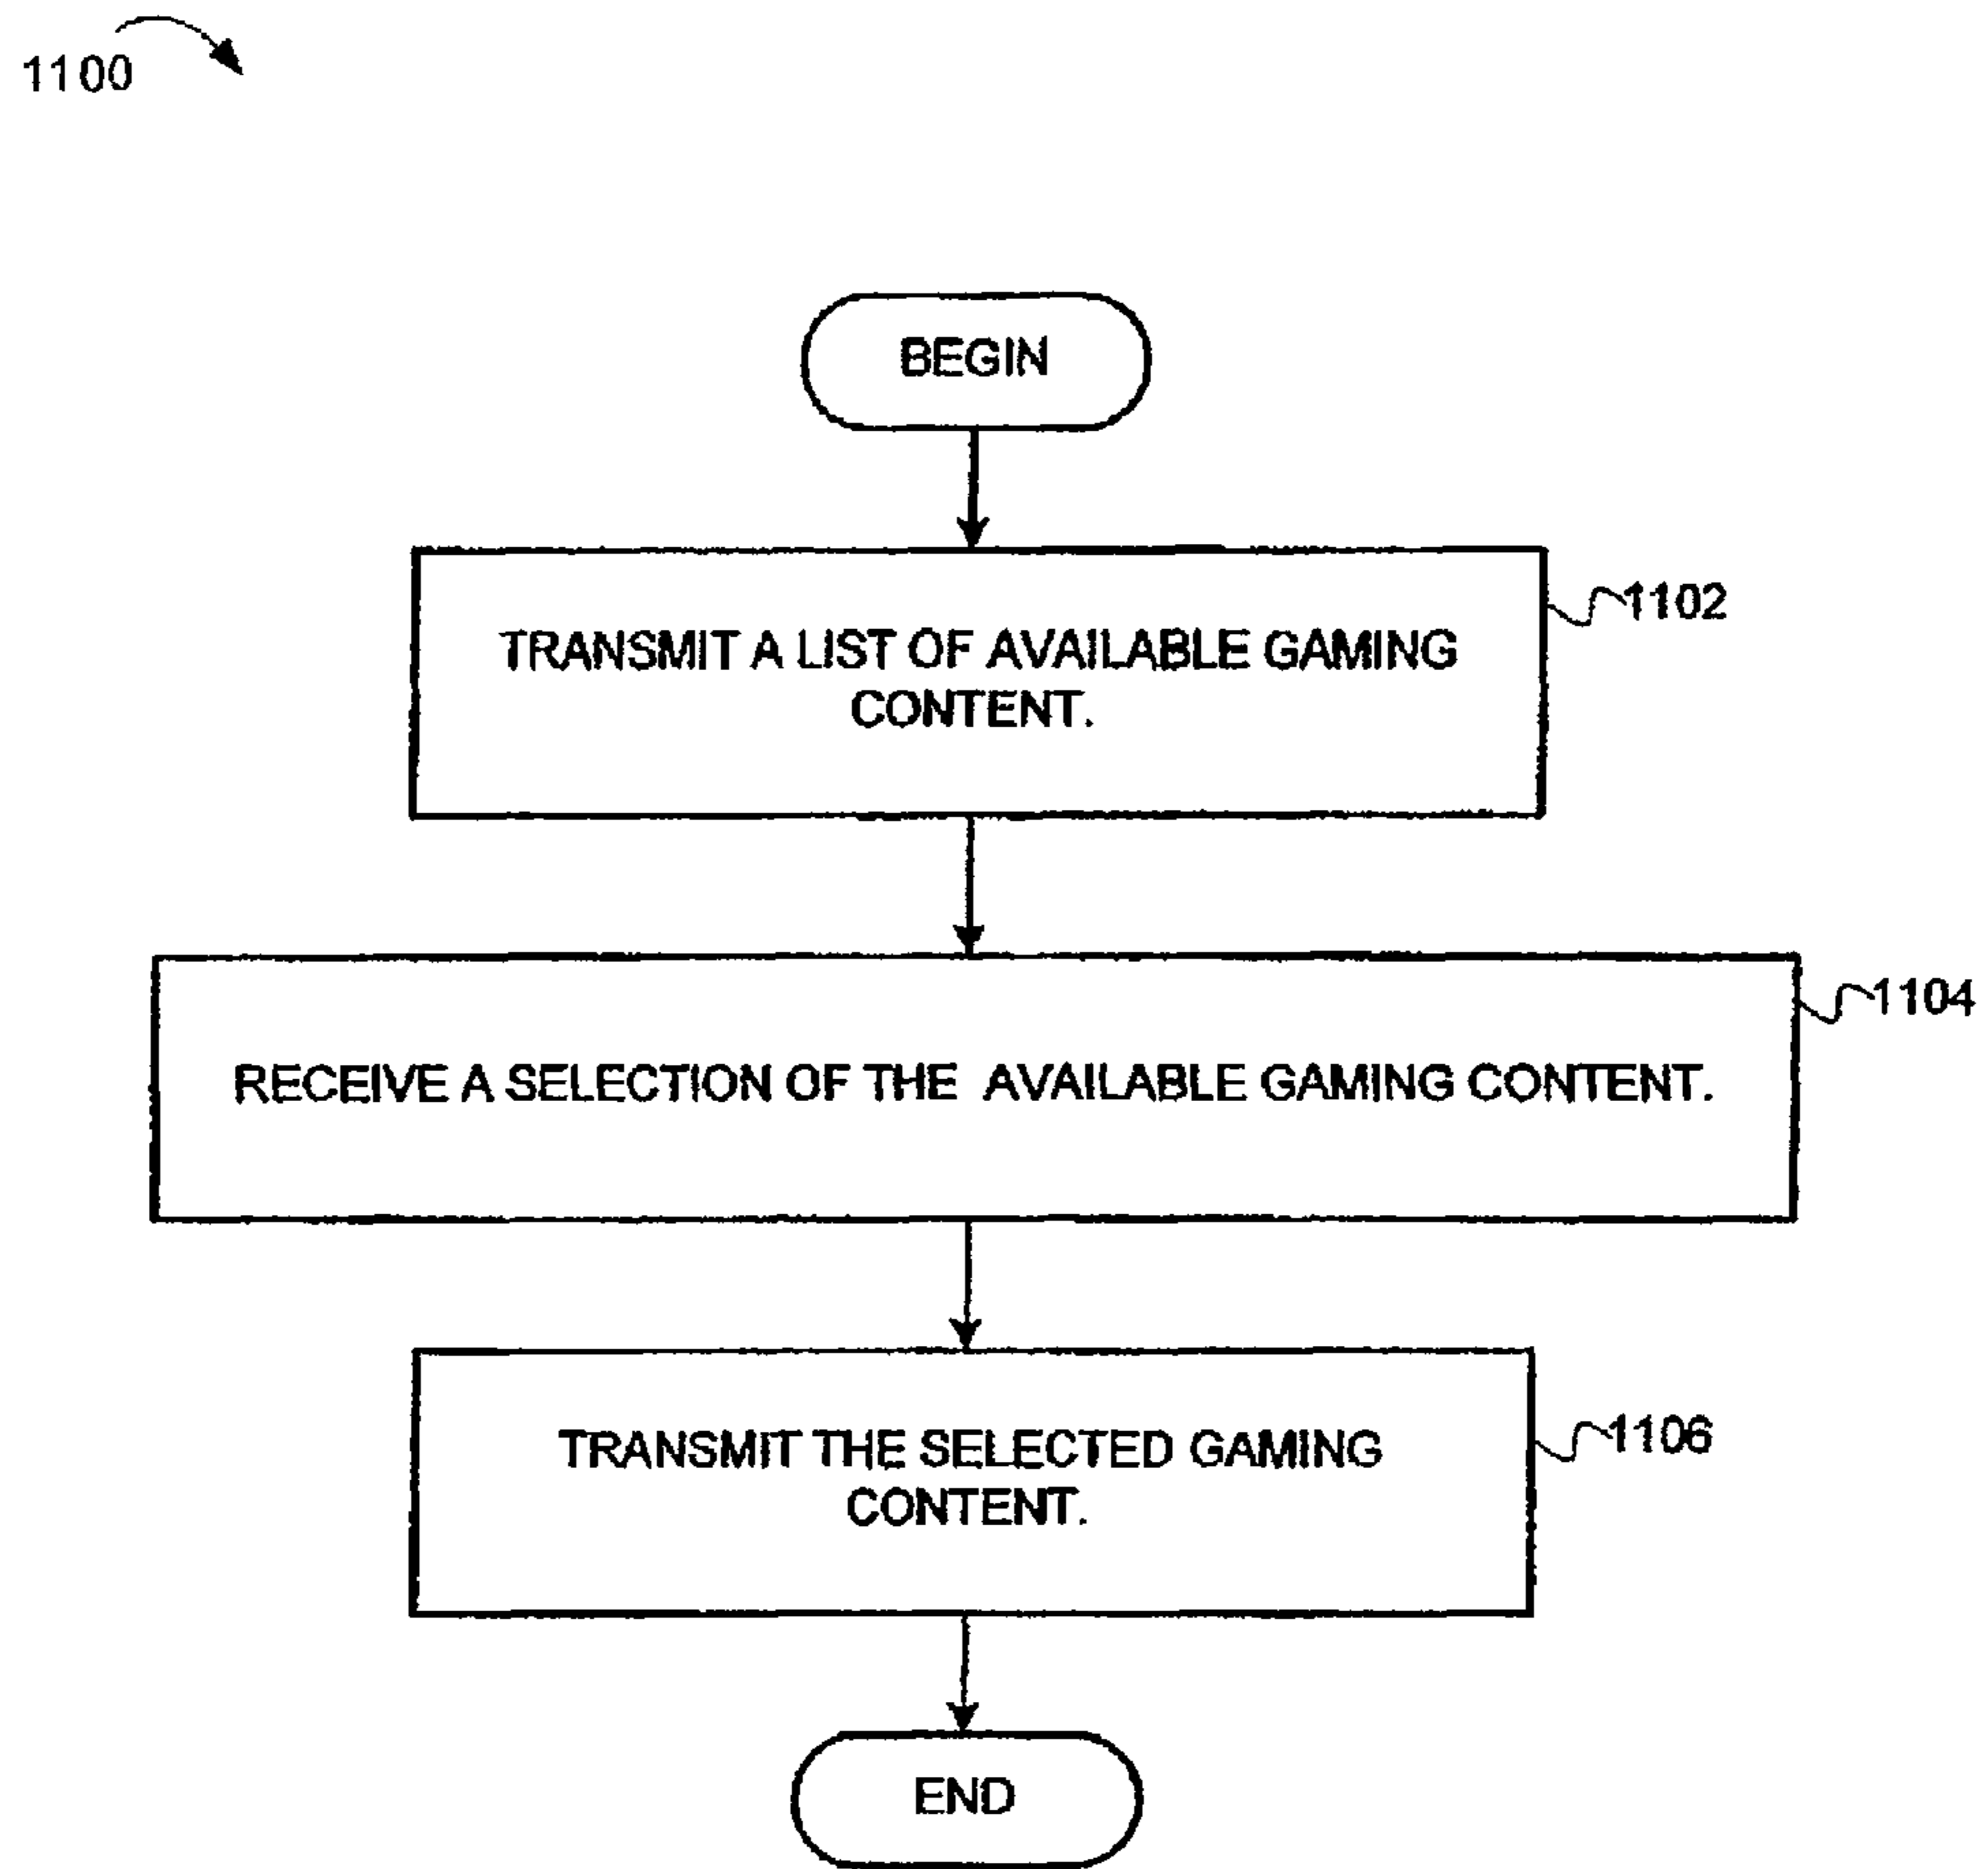 1100
BEGIN
TRANSMIT A LIST OF AVAILABLE GAMING
CONTENT.
1102
RECEIVE A SELECTION OF THE AVAILABLE GAMING CONTENT.
1104
TRANSMIT THE SELECTED GAMING
CONTENT.
1106
END